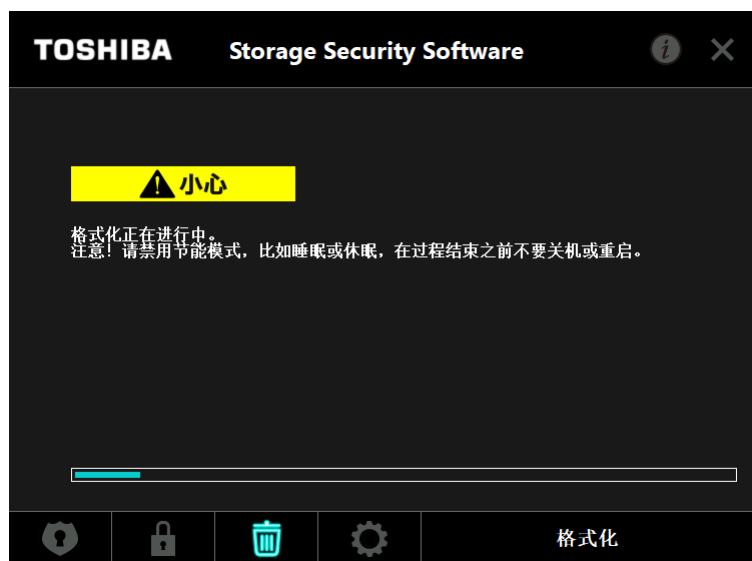 TOSHIBA Storage Security Software
小心
格式化正在进行中。
注意！请禁用节能模式，比如睡眠或休眠，在过程结束之前不要关机或重启。
格式化